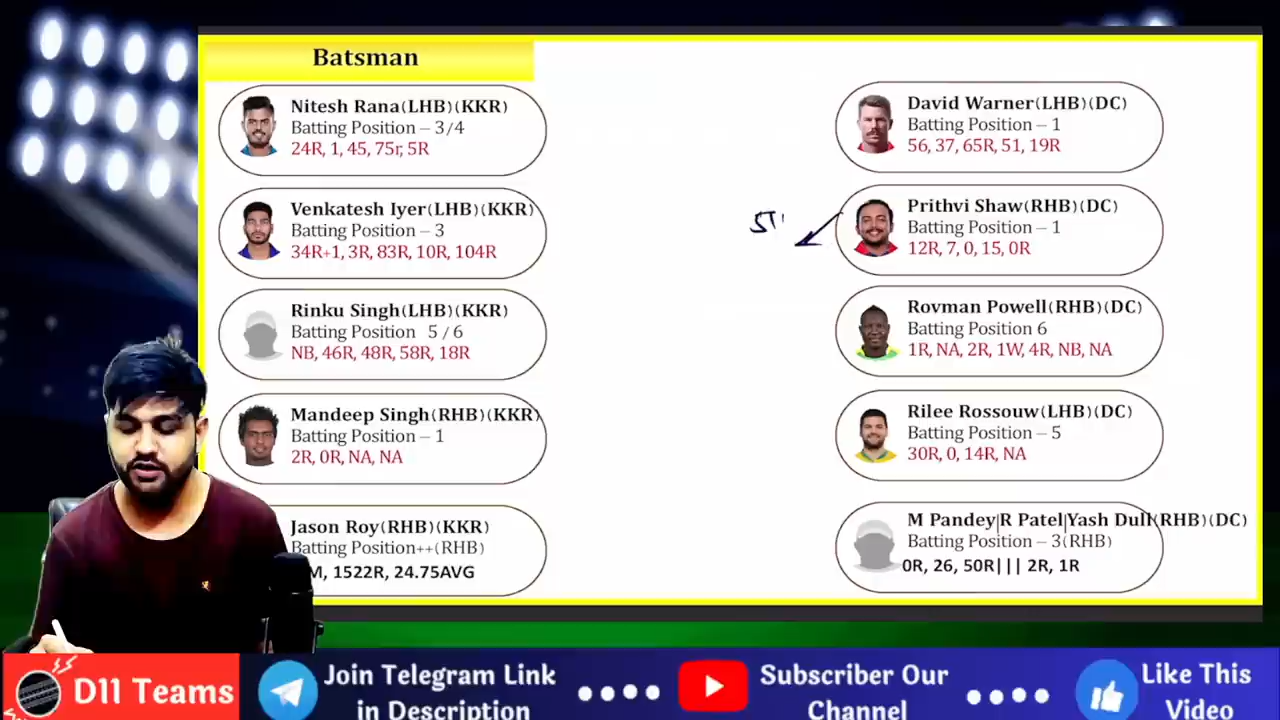 Batsman
Nitesh Rana(LHB)(KKR)
Batting Position – 3/4
24R, 1, 45, 75r, 5R
Venkatesh Iyer(LHB)(KKR)
Batting Position – 3
34R+1, 3R, 83R, 10R, 104R
Rinku Singh(LHB)(KKR)
Batting Position 5 / 6
NB, 46R, 48R, 58R, 18R
Mandeep Singh(RHB)(KKR)
Batting Position – 1
2R, 0R, NA, NA
Jason Roy(RHB)(KKR)
Batting Position++(RHB)
M, 1522R, 24.75AVG
David Warner(LHB)(DC)
Batting Position – 1
56, 37, 65R, 51, 19R
Prithvi Shaw(RHB)(DC)
Batting Position – 1
12R, 7, 0, 15, 0R
Rovman Powell(RHB)(DC)
Batting Position 6
1R, NA, 2R, 1W, 4R, NB, NA
Rilee Rossouw(LHB)(DC)
Batting Position – 5
30R, 0, 14R, NA
M Pandey|R Patel|Yash Dull(RHB)(DC)
Batting Position – 3(RHB)
0R, 26, 50R||| 2R, 1R
D11 Teams
Join Telegram Link
in Description
Subscriber Our
Channel
Like This
Video